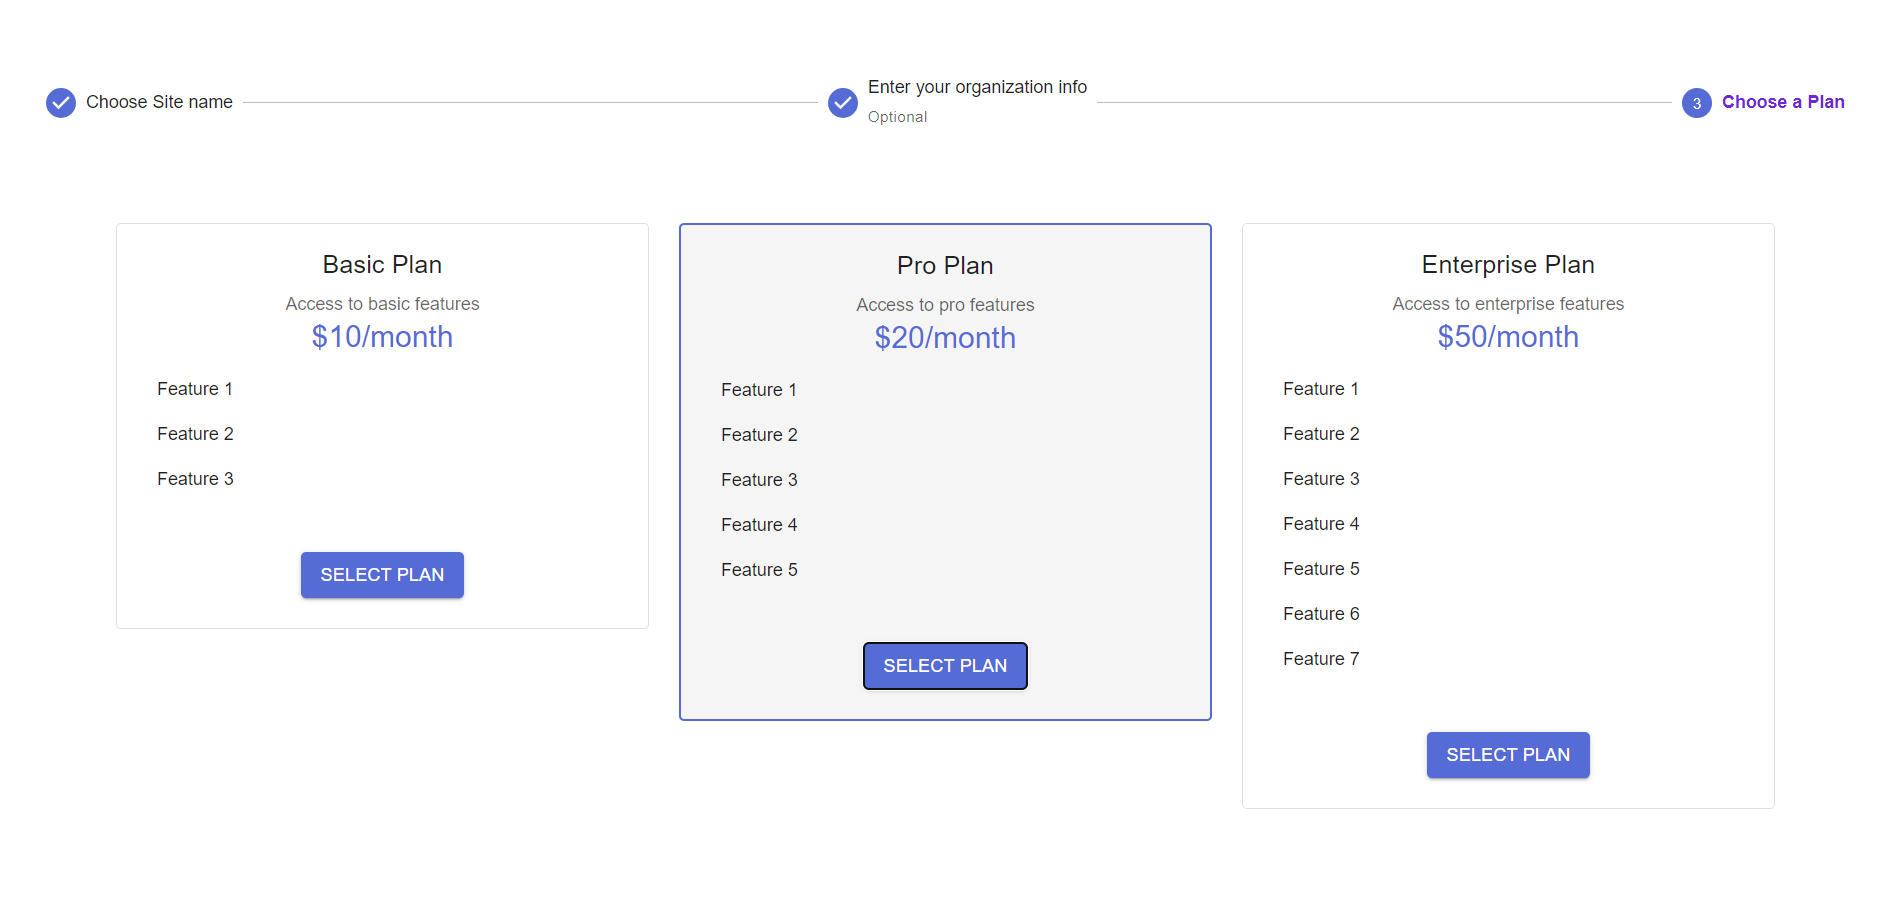 Choose Site name
Enter your organization info
Optional
3
Choose a Plan
Basic Plan
Access to basic features
$10/month
Feature 1
Feature 2
Feature 3
SELECT PLAN
Pro Plan
Access to pro features
$20/month
Feature 1
Feature 2
Feature 3
Feature 4
Feature 5
SELECT PLAN
Enterprise Plan
Access to enterprise features
$50/month
Feature 1
Feature 2
Feature 3
Feature 4
Feature 5
Feature 6
Feature 7
SELECT PLAN